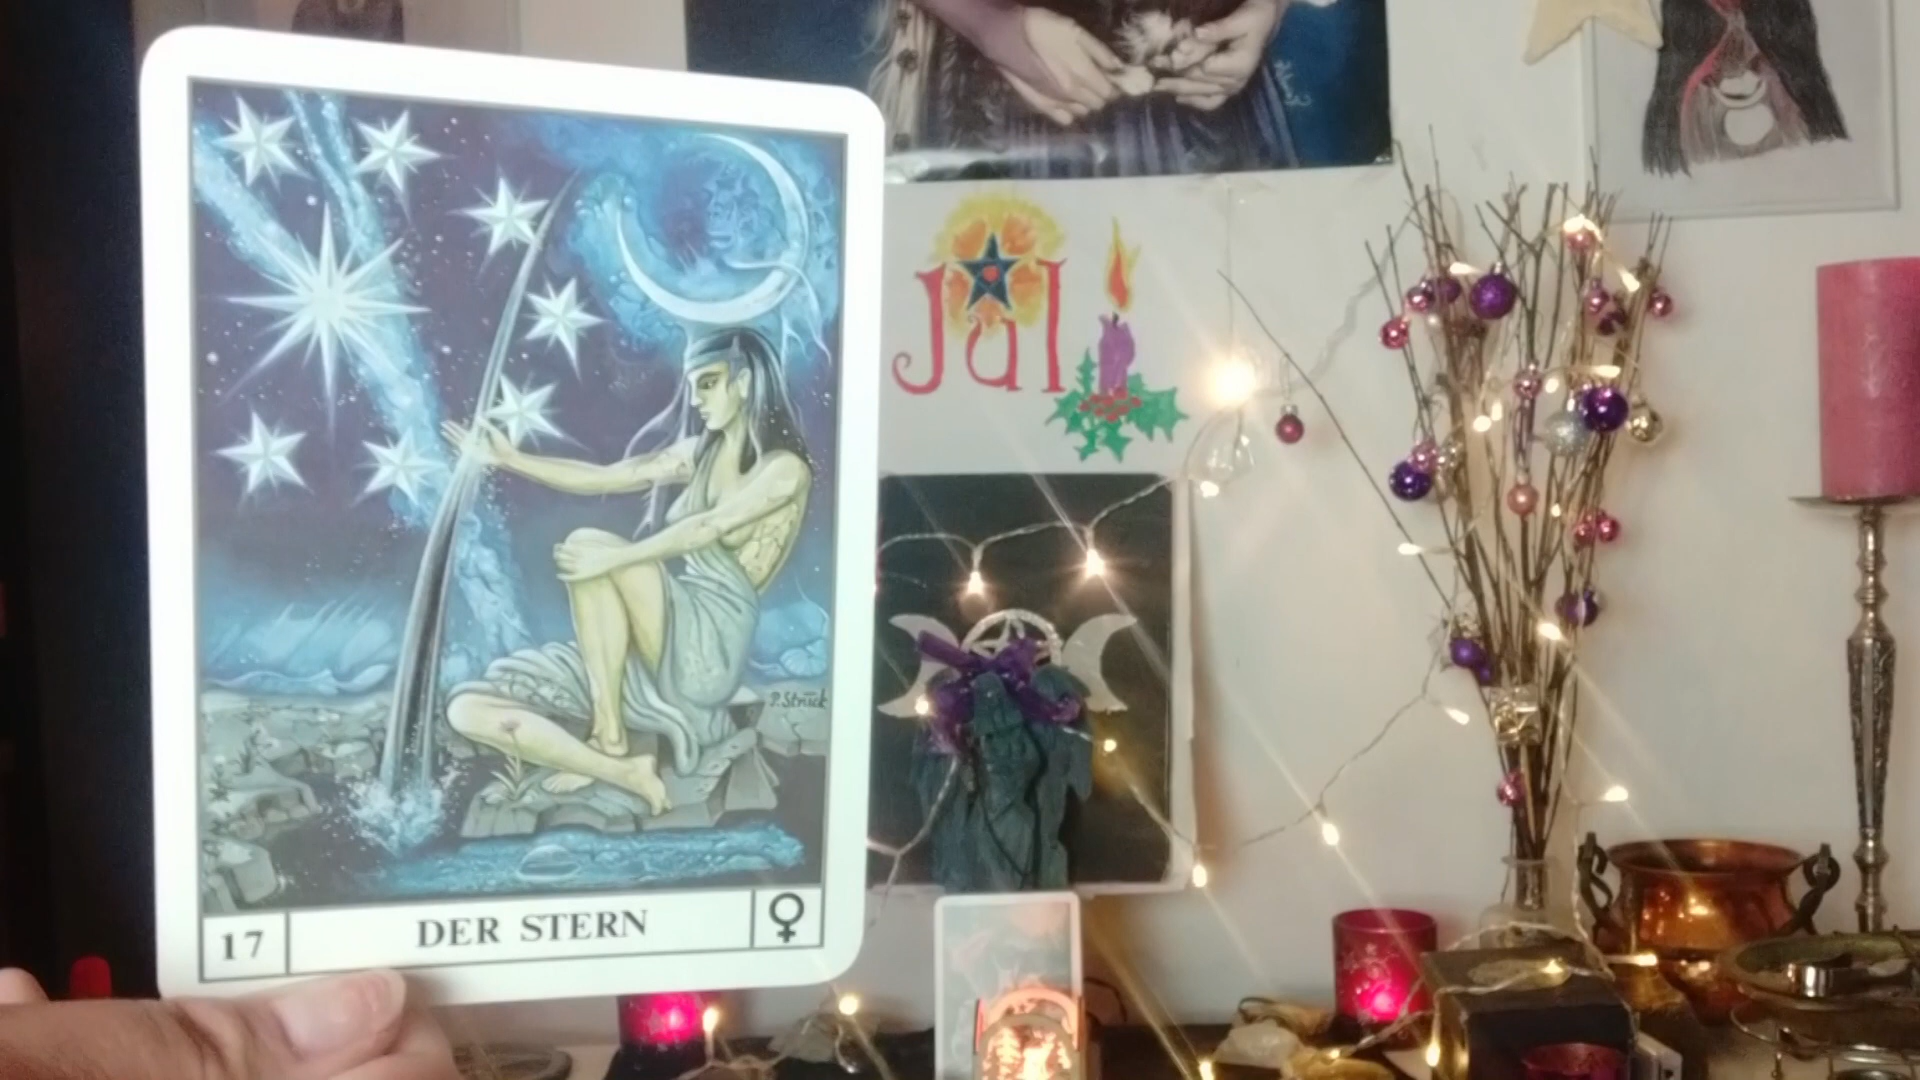 Jul
P. Struck
17
DER STERN
♀